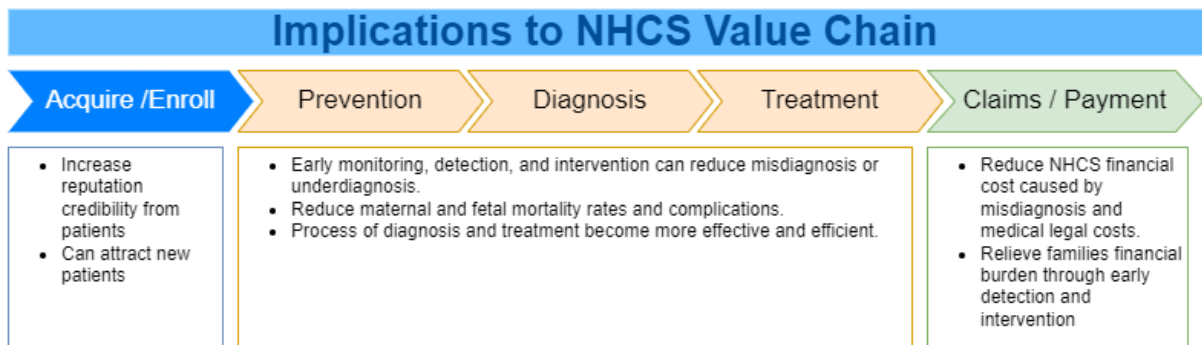 Implications to NHCS Value Chain
Acquire /Enroll
Prevention
Diagnosis
Treatment
Claims / Payment
• Increase
reputation
credibility from
patients
• Can attract new
patients
• Early monitoring, detection, and intervention can reduce misdiagnosis or
underdiagnosis.
• Reduce maternal and fetal mortality rates and complications.
• Process of diagnosis and treatment become more effective and efficient.
• Reduce NHCS financial
cost caused by
misdiagnosis and
medical legal costs.
• Relieve families financial
burden through early
detection and
intervention